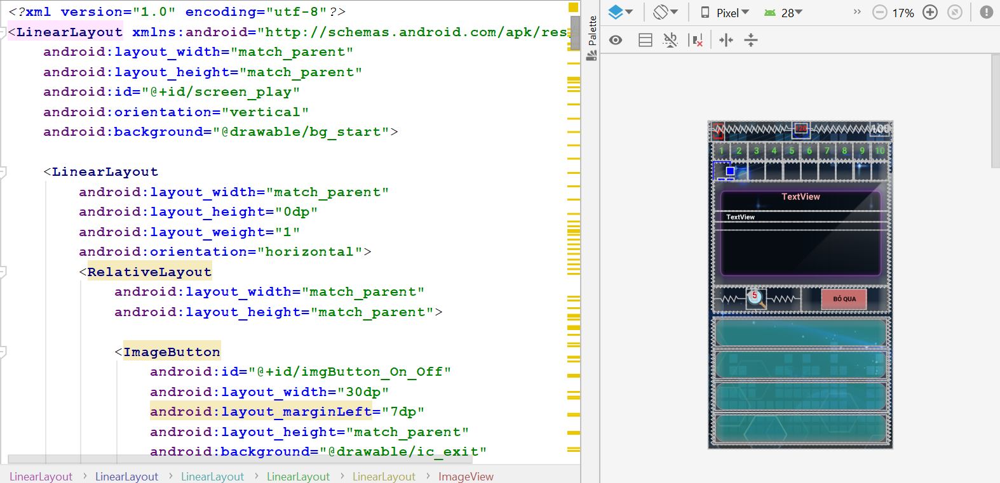 <?xml version="1.0" encoding="utf-8"?>
<LinearLayout xmlns:android="http://schemas.android.com/apk/res
android:layout_width="match_parent"
android:layout_height="match_parent"
android:id="@+id/screen_play"
android:orientation="vertical"
android:background="@drawable/bg_start">
<LinearLayout
android:layout_width="match_parent"
android:layout_height="0dp"
android:layout_weight="1"
android:orientation="horizontal">
<RelativeLayout
android:layout_width="match_parent"
android:layout_height="match_parent">
<ImageButton
android:id="@+id/imgButton_On_Off"
android:layout_width="30dp"
android:layout_marginLeft="7dp"
android:layout_height="match_parent"
android:background="@drawable/ic_exit"
LinearLayout > LinearLayout > LinearLayout > LinearLayout > LinearLayout > ImageView
Palette
Pixel 28 >> 17%
120 100
1 2 3 4 5 6 7 8 9 10
TextView
TextView
5 BỎ QUA